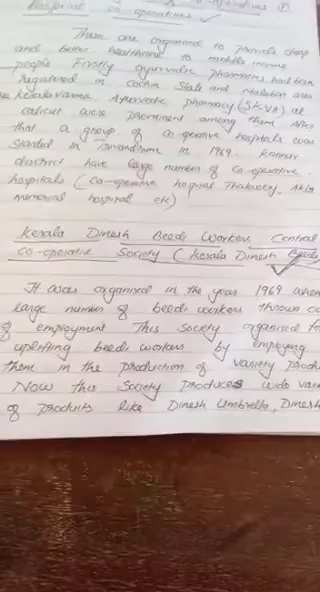 Hospital co-operatives
These are organised to provide cheap
and better healthcare to middle income
people. Firstly ayurvedic pharmacies had been
registered in Cochin State and Malabar area
Kerala varma Ayurvedic pharmacy (SKVA) at
calicut were prominent among them. After
that a group of Co-operative hospitals was
started in Trivandrum in 1969. Kannur
district have large number of Co-operative
hospitals (Co-operative hospital Thalassery, AKG
memorial hospital etc)
Kerala Dinesh Beedi Workers Central
co-operative Society (Kerala Dinesh Beedi
It was organised in the year 1969 when
large number of beedi workers thrown
of employment This Society organised
uplifting beedi workers by employing
them in the production of variety
Now this Society produces
of produts like Dinesh Umbrella, Dinesh